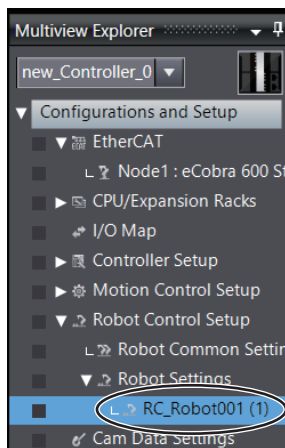 Multiview Explorer
new_Controller_0
Configurations and Setup
EtherCAT
Node1 : eCobra 600 St
CPU/Expansion Racks
I/O Map
Controller Setup
Motion Control Setup
Robot Control Setup
Robot Common Settin
Robot Settings
RC_Robot001 (1)
Cam Data Settings